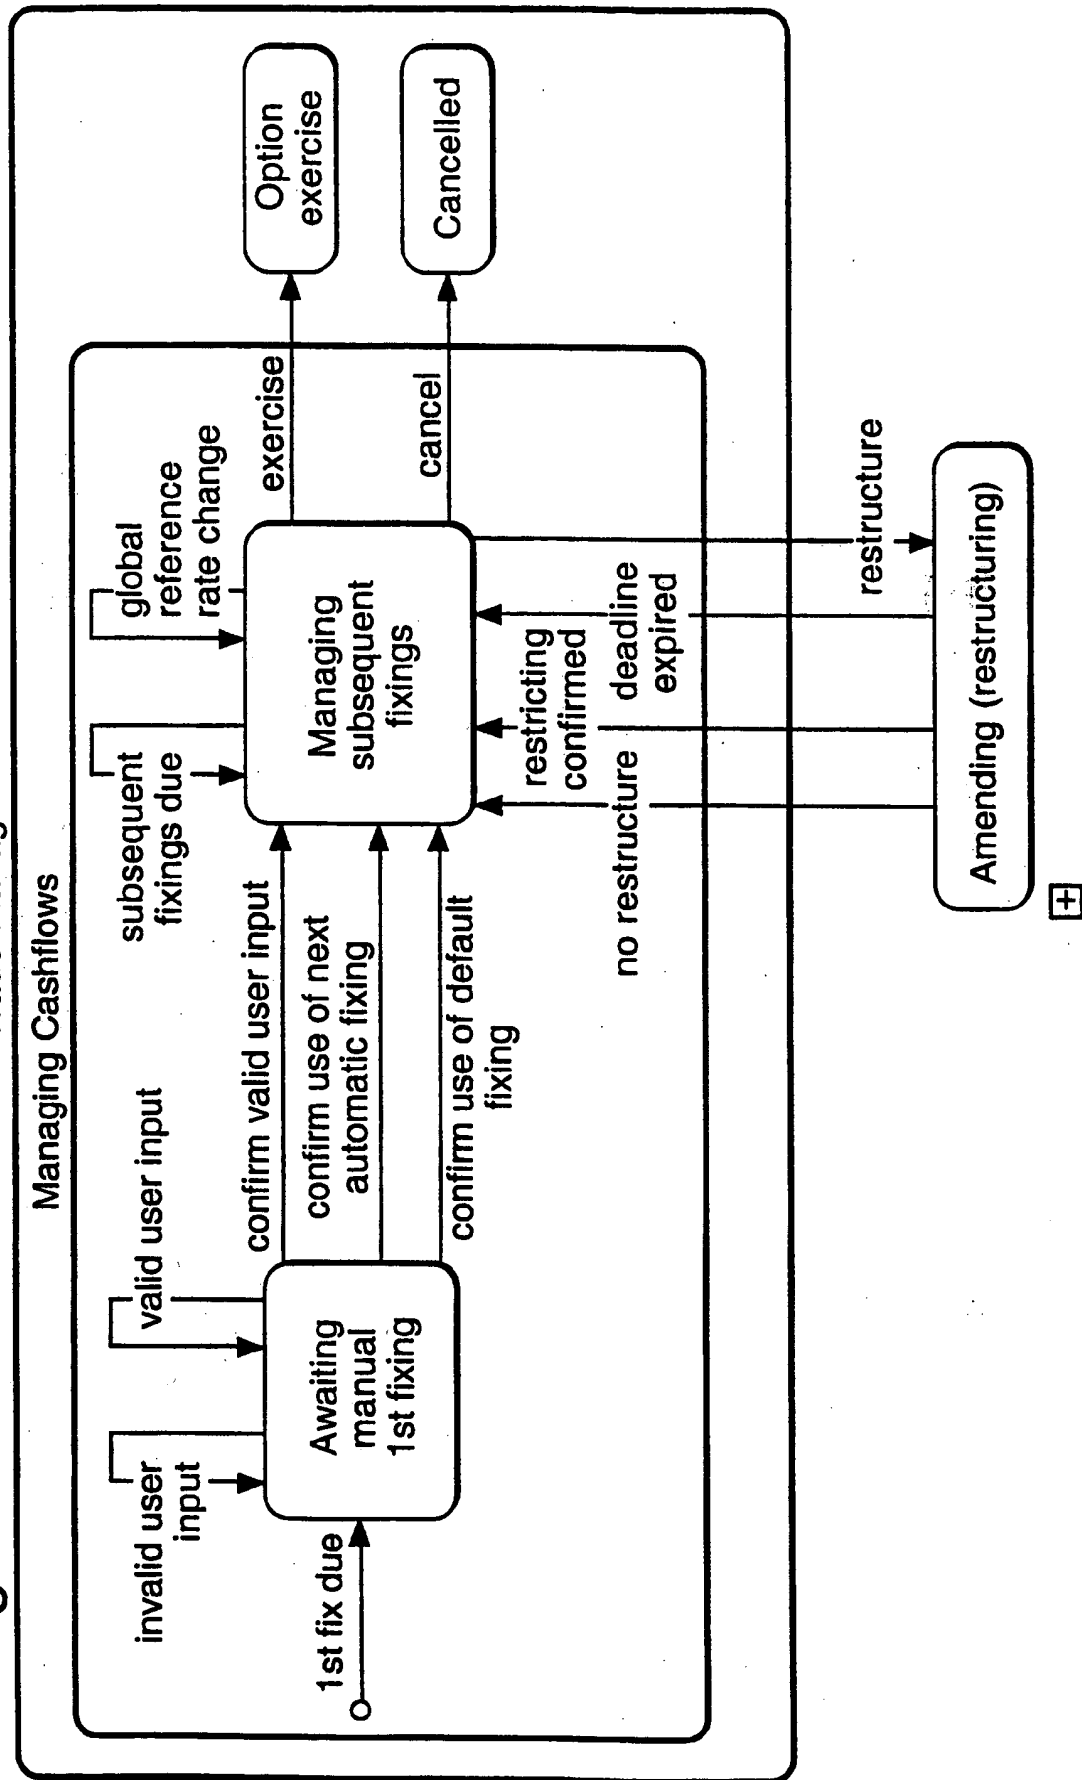 Managing Cashflows
invalid user
input
valid user input
subsequent
fixings due
global
reference
rate change
1st fix due
Awaiting
manual
1st fixing
confirm valid user input
confirm use of next
automatic fixing
confirm use of default
fixing
Managing
subsequent
fixings
exercise
Option
exercise
cancel
Cancelled
no restructure
restricting
confirmed
deadline
expired
restructure
Amending (restructuring)